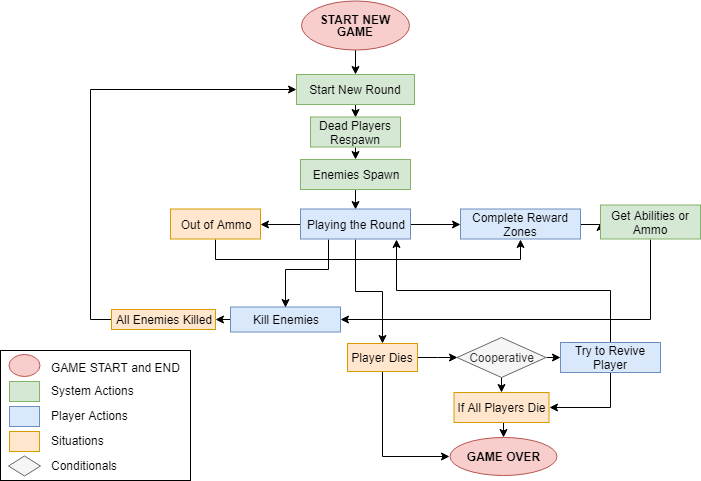 START NEW
GAME
Start New Round
Dead Players
Respawn
Enemies Spawn
Out of Ammo
Playing the Round
Complete Reward
Zones
Get Abilities or
Ammo
All Enemies Killed
Kill Enemies
Player Dies
Cooperative
Try to Revive
Player
If All Players Die
GAME OVER
GAME START and END
System Actions
Player Actions
Situations
Conditionals